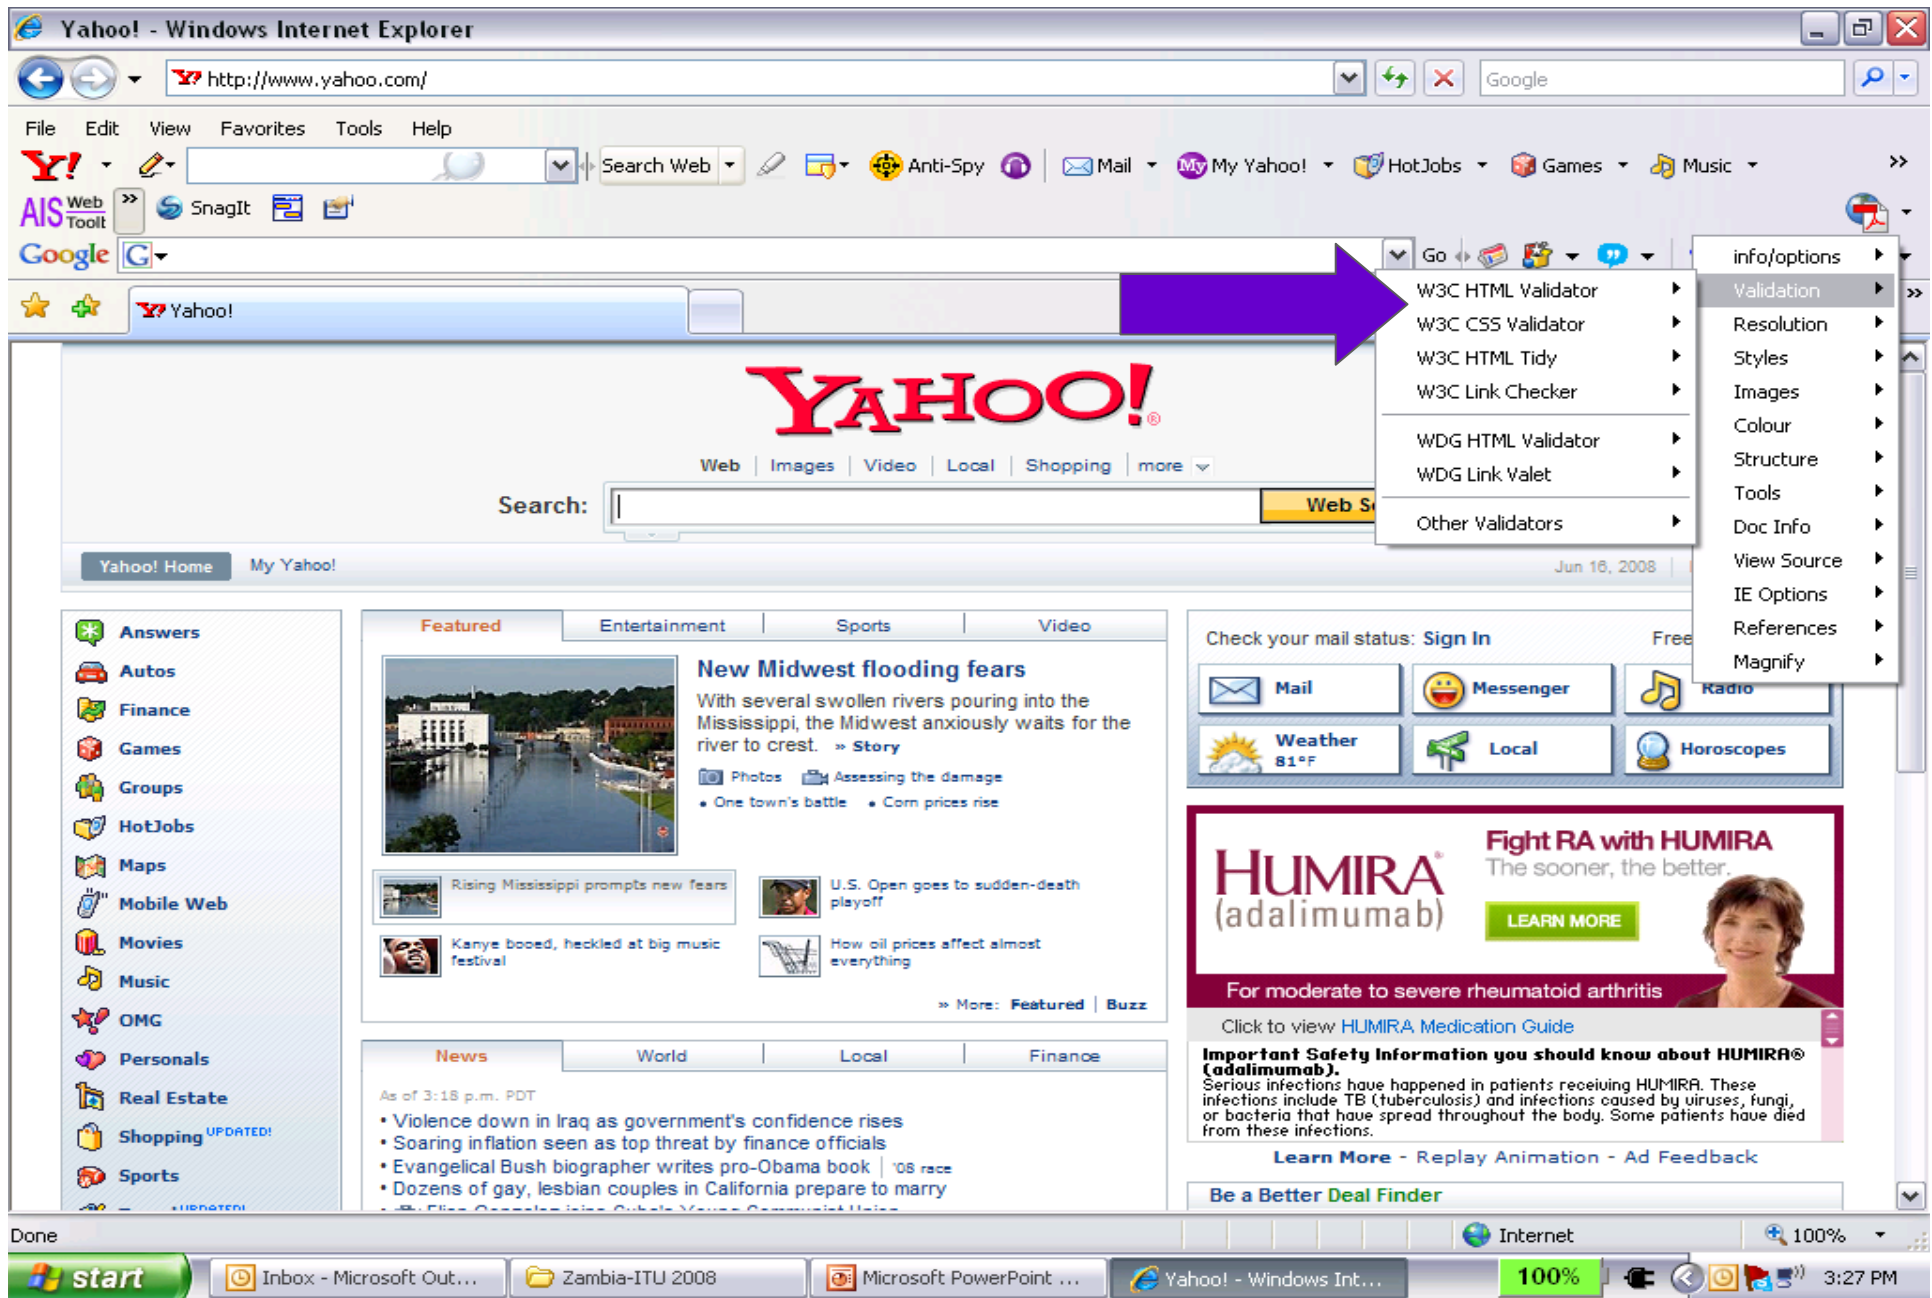 Yahoo! - Windows Internet Explorer
http://www.yahoo.com/
Google
File Edit View Favorites Tools Help
Y! Search Web Anti-Spy Mail My My Yahoo! HotJobs Games Music
AIS Web Toolt SnagIt
Google G Go
info/options
Validation
Resolution
Styles
Images
Colour
Structure
Tools
Doc Info
View Source
IE Options
References
Magnify
W3C HTML Validator
W3C CSS Validator
W3C HTML Tidy
W3C Link Checker
WDG HTML Validator
WDG Link Valet
Other Validators
Yahoo!
YAHOO!®
Web | Images | Video | Local | Shopping | more
Search: Web S
Yahoo! Home My Yahoo! Jun 16, 2008
Answers
Autos
Finance
Games
Groups
HotJobs
Maps
Mobile Web
Movies
Music
OMG
Personals
Real Estate
Shopping UPDATED!
Sports
UPDATED!
Featured Entertainment Sports Video
New Midwest flooding fears
With several swollen rivers pouring into the
Mississippi, the Midwest anxiously waits for the
river to crest. » Story
Photos Assessing the damage
• One town's battle • Corn prices rise
Rising Mississippi prompts new fears
U.S. Open goes to sudden-death
playoff
Kanye booed, heckled at big music
festival
How oil prices affect almost
everything
» More: Featured | Buzz
News World Local Finance
As of 3:18 p.m. PDT
• Violence down in Iraq as government's confidence rises
• Soaring inflation seen as top threat by finance officials
• Evangelical Bush biographer writes pro-Obama book | '08 race
• Dozens of gay, lesbian couples in California prepare to marry
Check your mail status: Sign In Free
Mail Messenger Radio
Weather 81°F Local Horoscopes
HUMIRA®
(adalimumab)
Fight RA with HUMIRA
The sooner, the better.
LEARN MORE
For moderate to severe rheumatoid arthritis
Click to view HUMIRA Medication Guide
Important Safety Information you should know about HUMIRA®
(adalimumab).
Serious infections have happened in patients receiving HUMIRA. These
infections include TB (tuberculosis) and infections caused by viruses, fungi,
or bacteria that have spread throughout the body. Some patients have died
from these infections.
Learn More - Replay Animation - Ad Feedback
Be a Better Deal Finder
Done Internet 100%
start Inbox - Microsoft Out... Zambia-ITU 2008 Microsoft PowerPoint ... Yahoo! - Windows Int... 100% 3:27 PM